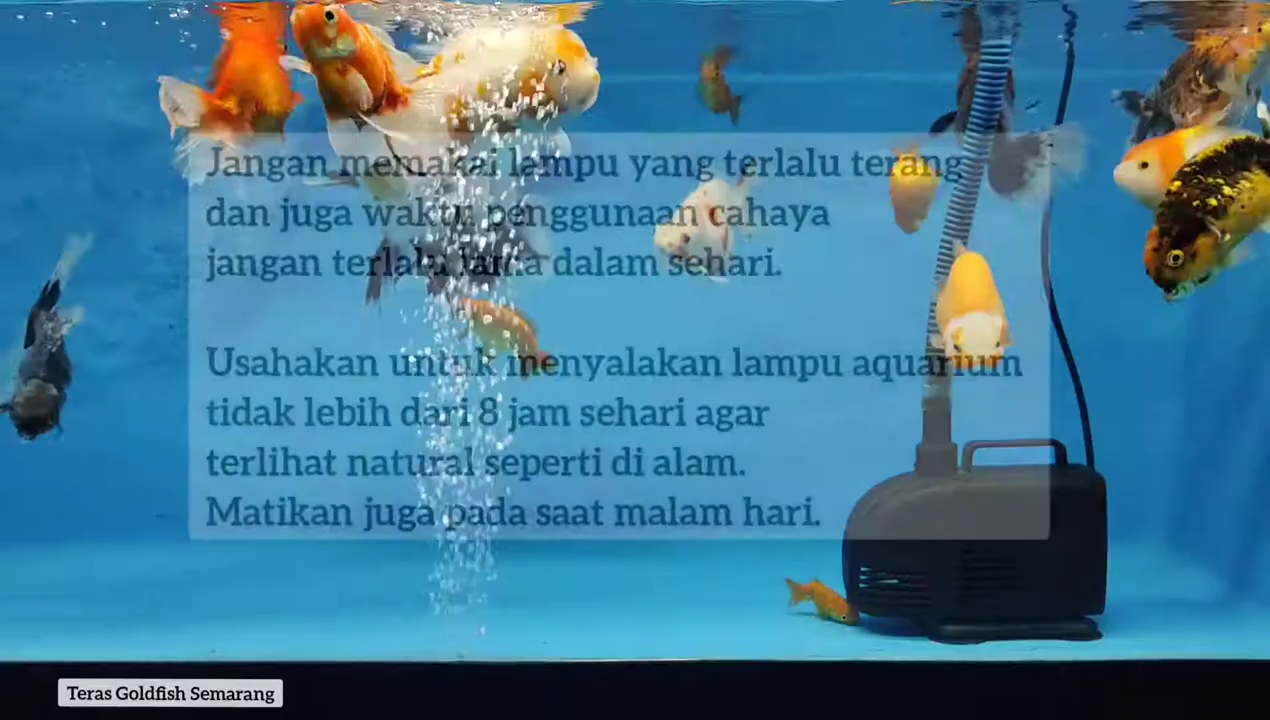 Jangan memakai lampu yang terlalu terang
dan juga waktu penggunaan cahaya
jangan terlalu lama dalam sehari.
Usahakan untuk menyalakan lampu aquarium
tidak lebih dari 8 jam sehari agar
terlihat natural seperti di alam.
Matikan juga pada saat malam hari.
Teras Goldfish Semarang